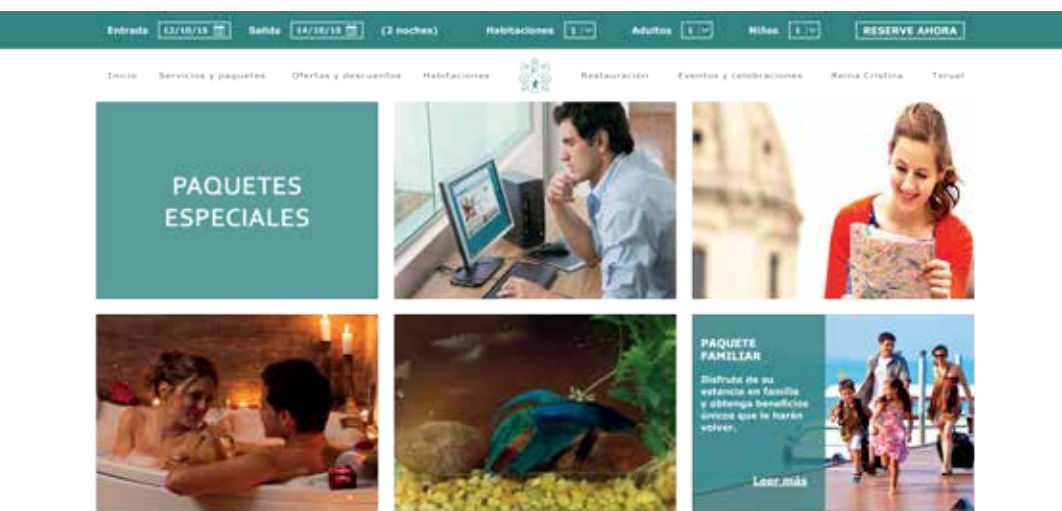 Entrada 12/10/15 Salida 14/10/15 (2 noches) Habitaciones 1 Adultos 1 Niños 1 RESERVE AHORA
Inicio Servicios y paquetes Ofertas y descuentos Habitaciones Restauración Eventos y celebraciones Reina Cristina Teruel
PAQUETES
ESPECIALES
PAQUETE
FAMILIAR
Disfruta de su
estancia en familia
y obtenga beneficios
únicos que le harán
volver.
Leer más